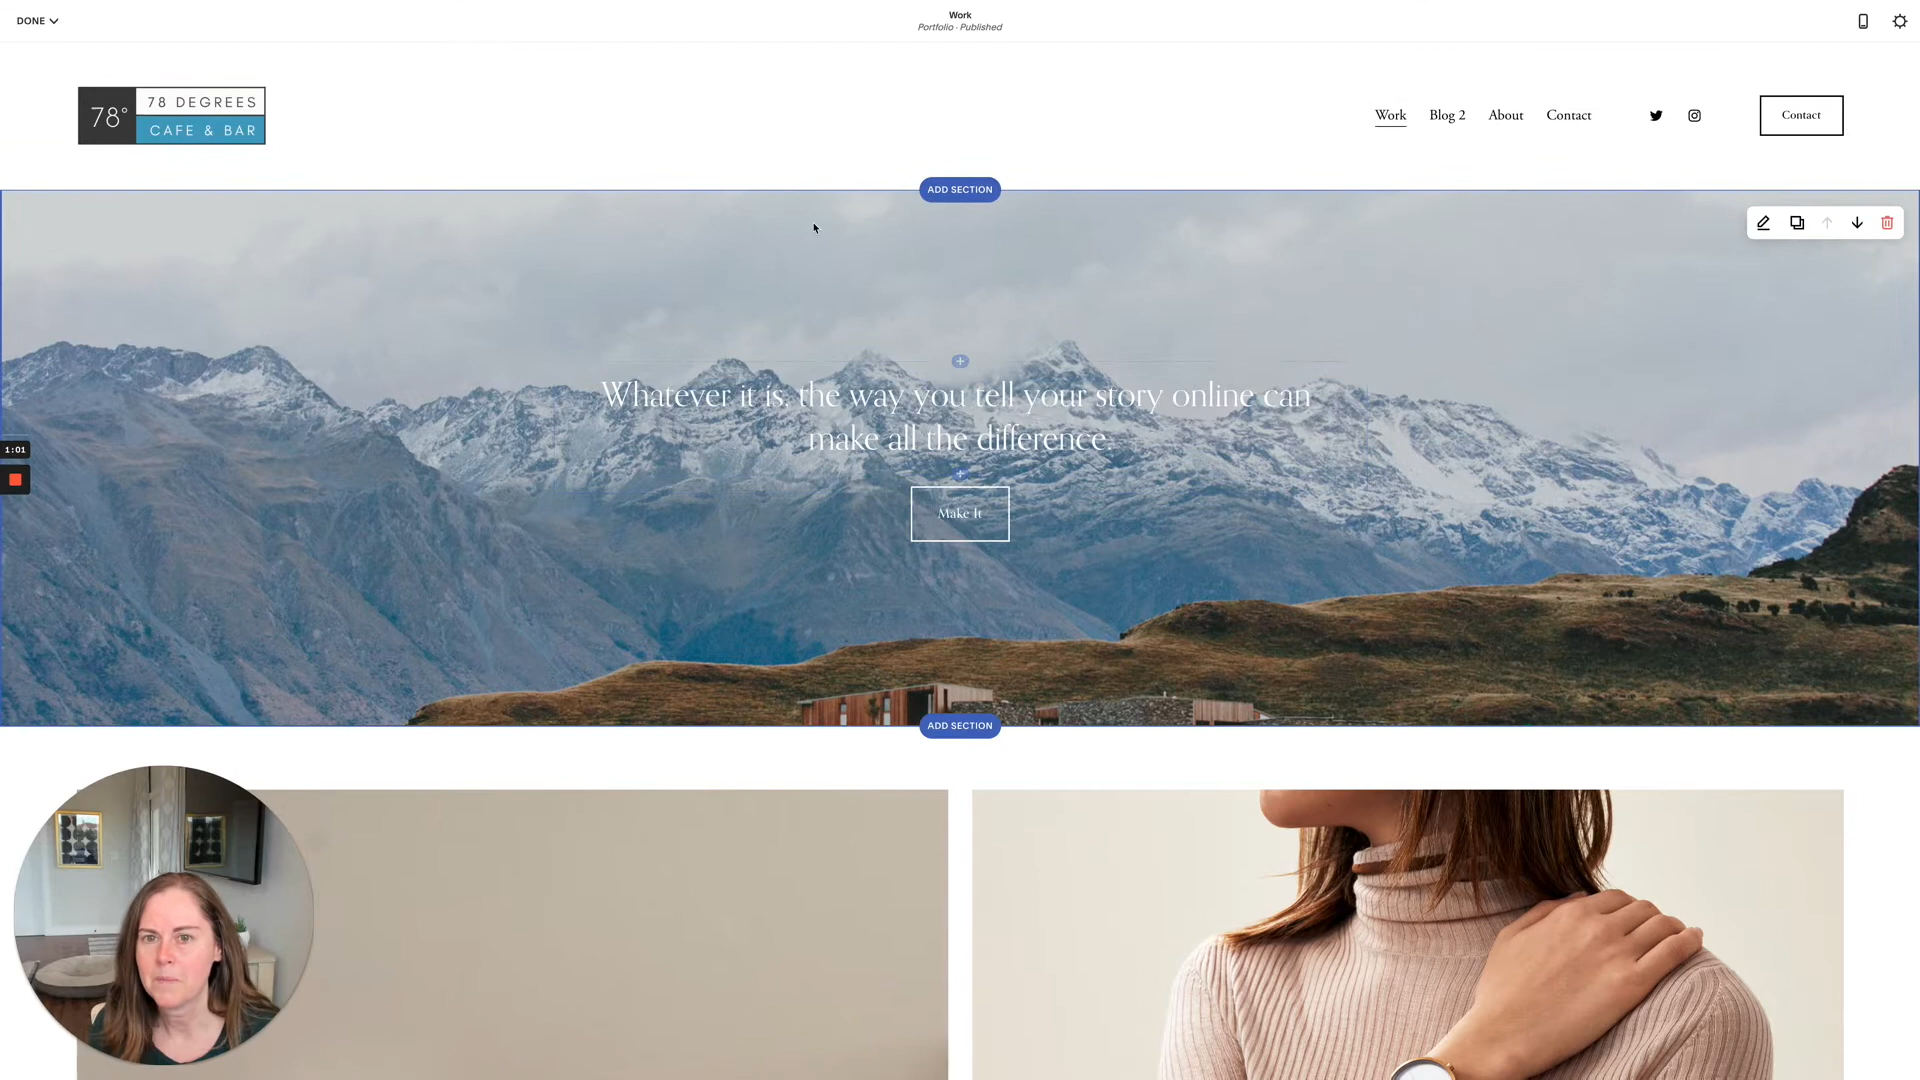 DONE
Work
Portfolio · Published
78°
78 DEGREES
CAFE & BAR
Work
Blog 2
About
Contact
Contact
ADD SECTION
Whatever it is, the way you tell your story online can
make all the difference.
1:01
Make It
ADD SECTION